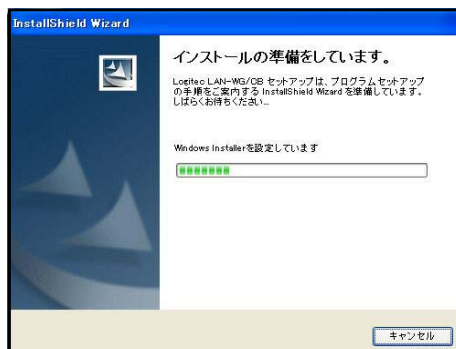 InstallShield Wizard
インストールの準備をしています。
Logitec LAN-WG/CB セットアップは、プログラムセットアップ
の手順をご案内する InstallShield Wizard を準備しています。
しばらくお待ちください...
Windows Installerを設定しています
キャンセル